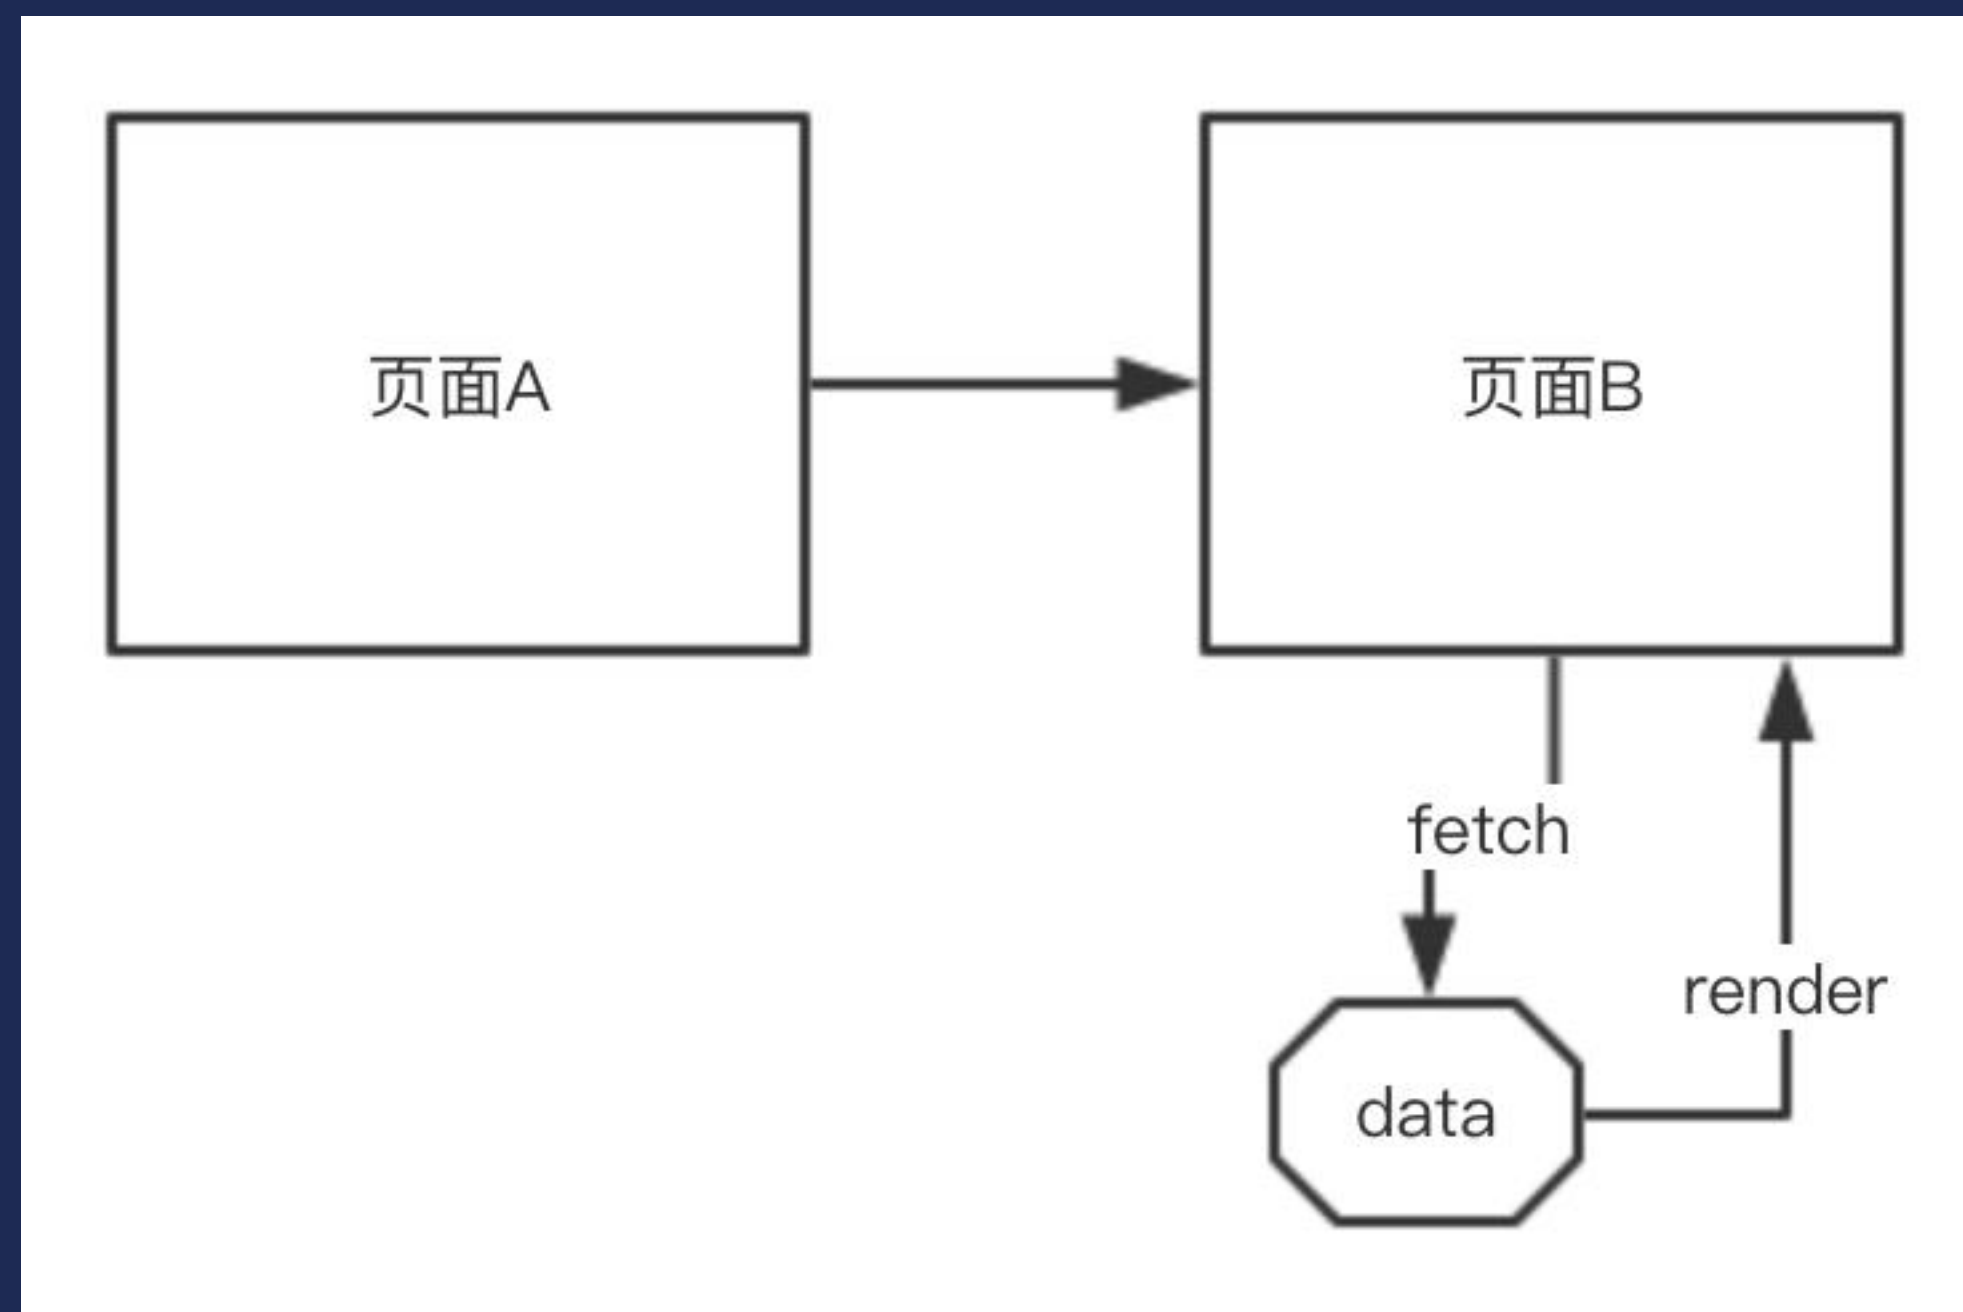 页面A
页面B
fetch
render
data